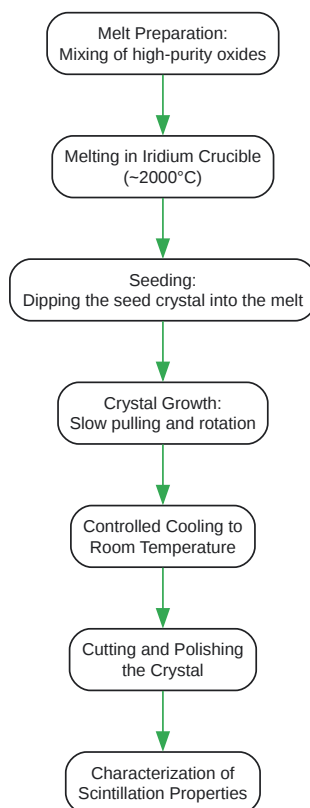 Melt Preparation:
Mixing of high-purity oxides
Melting in Iridium Crucible
(~2000°C)
Seeding:
Dipping the seed crystal into the melt
Crystal Growth:
Slow pulling and rotation
Controlled Cooling to
Room Temperature
Cutting and Polishing
the Crystal
Characterization of
Scintillation Properties